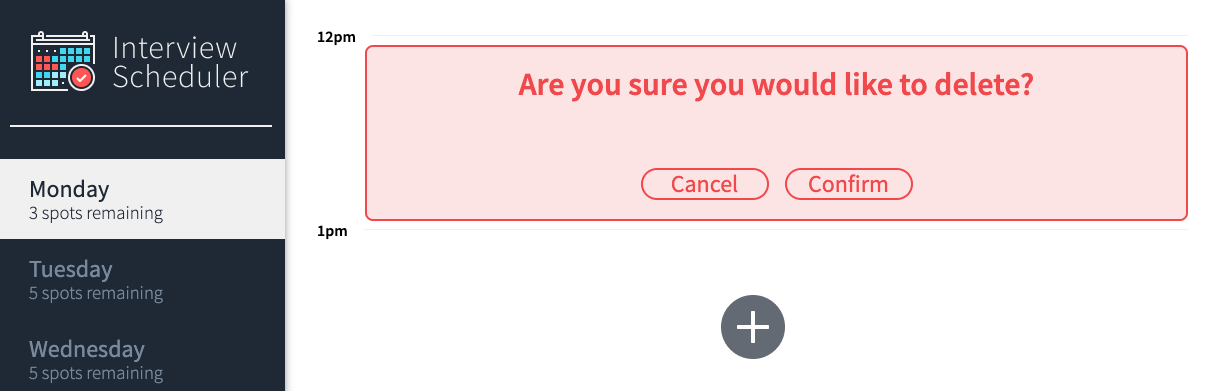 Interview
Scheduler
Monday
3 spots remaining
Tuesday
5 spots remaining
Wednesday
5 spots remaining
12pm
Are you sure you would like to delete?
Cancel
Confirm
1pm